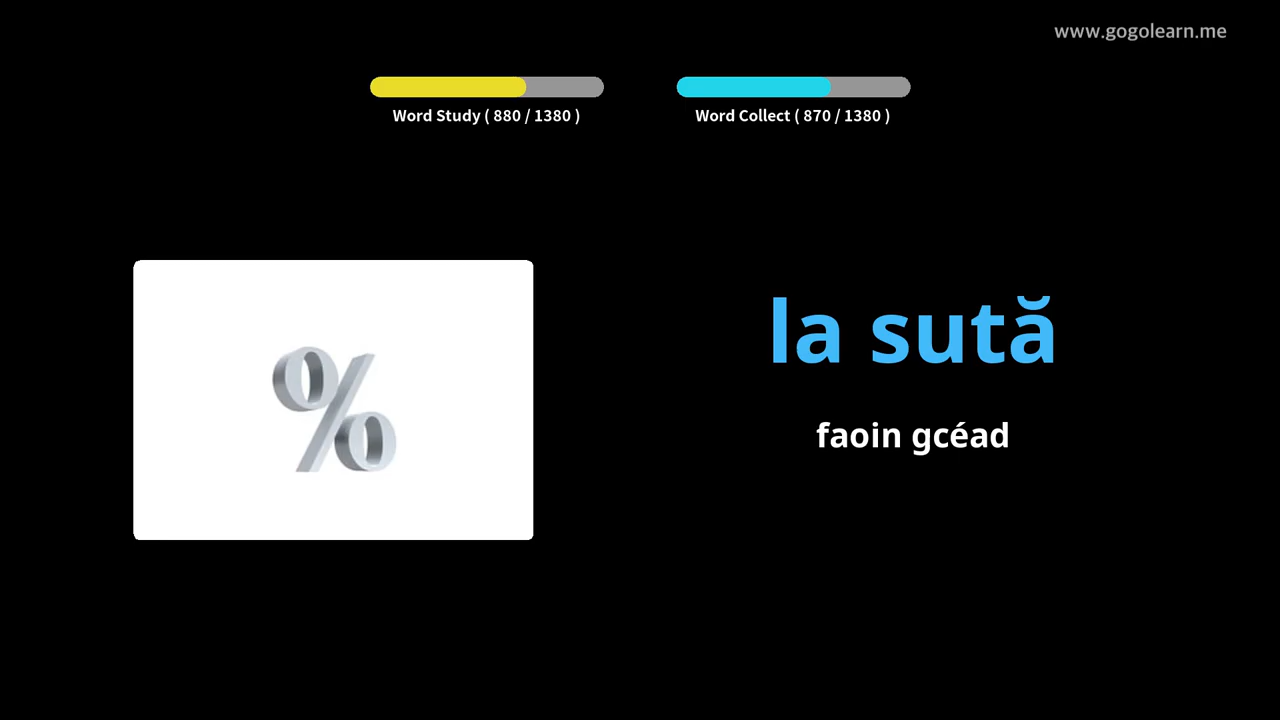 www.gogolearn.me
Word Study ( 880 / 1380 )
Word Collect ( 870 / 1380 )
%
la sută
faoin gcéad